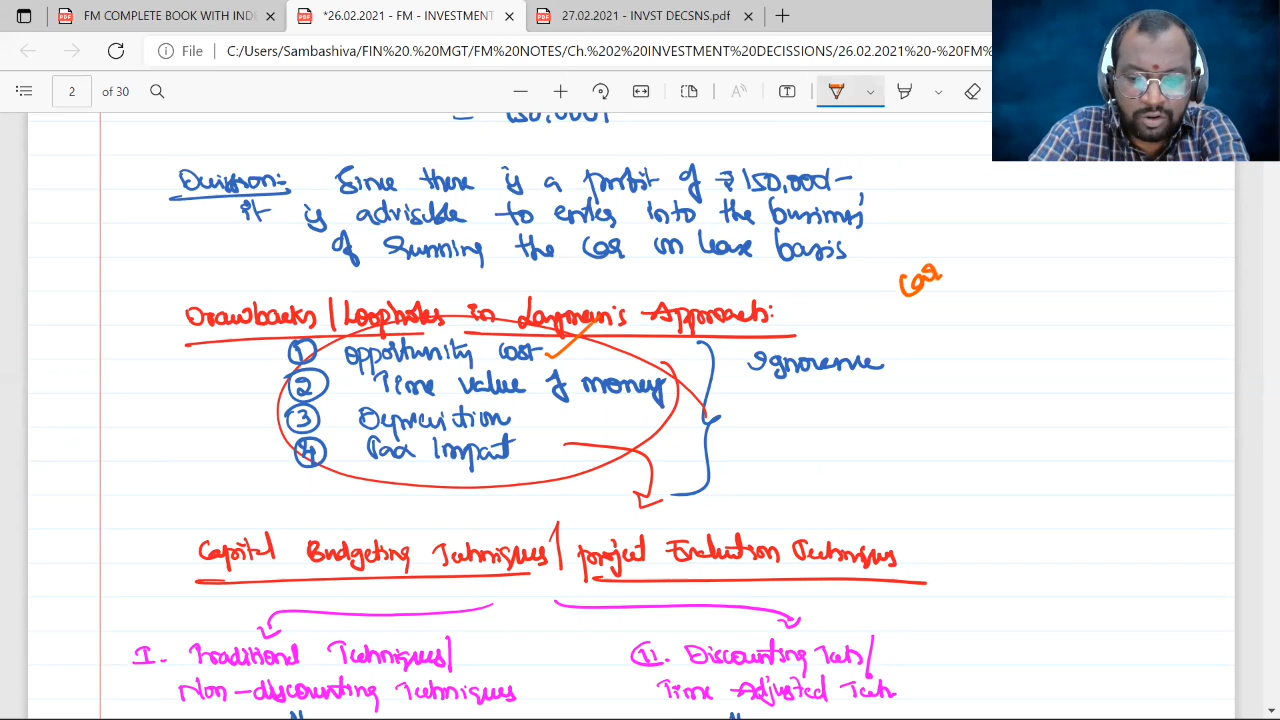 FM COMPLETE BOOK WITH INDE
*26.02.2021 - FM - INVESTMENT
27.02.2021 - INVST DECSNS.pdf
File C:/Users/Sambashiva/FIN%20.%20MGT/FM%20NOTES/Ch.%202%20INVESTMENT%20DECISSIONS/26.02.2021%20-%20FM%
2 of 30
= 150,000/-
Decission:- Since there is a profit of ₹150,000/-,
it is advisable to enter into the business
of running the car on lease basis
Car
Drawbacks / Loopholes in Layman's Approach:
① opportunity cost
② Time value of money
③ Depreciation
④ Tax Impact
Ignorance
Capital Budgeting Techniques / project Evaluation Techniques
I. Traditional Techniques/
Non-discounting Techniques
II. Discounting Tech/
Time Adjusted Tech